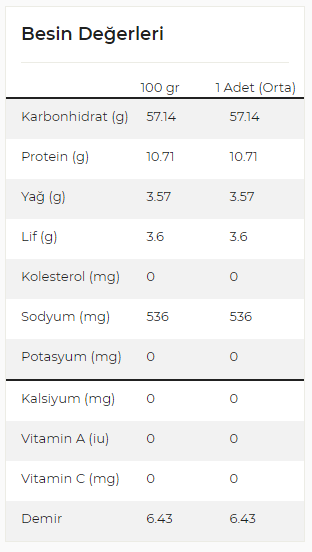 Besin Değerleri
100 gr 1 Adet (Orta)
Karbonhidrat (g) 57.14 57.14
Protein (g) 10.71 10.71
Yağ (g) 3.57 3.57
Lif (g) 3.6 3.6
Kolesterol (mg) 0 0
Sodyum (mg) 536 536
Potasyum (mg) 0 0
Kalsiyum (mg) 0 0
Vitamin A (iu) 0 0
Vitamin C (mg) 0 0
Demir 6.43 6.43